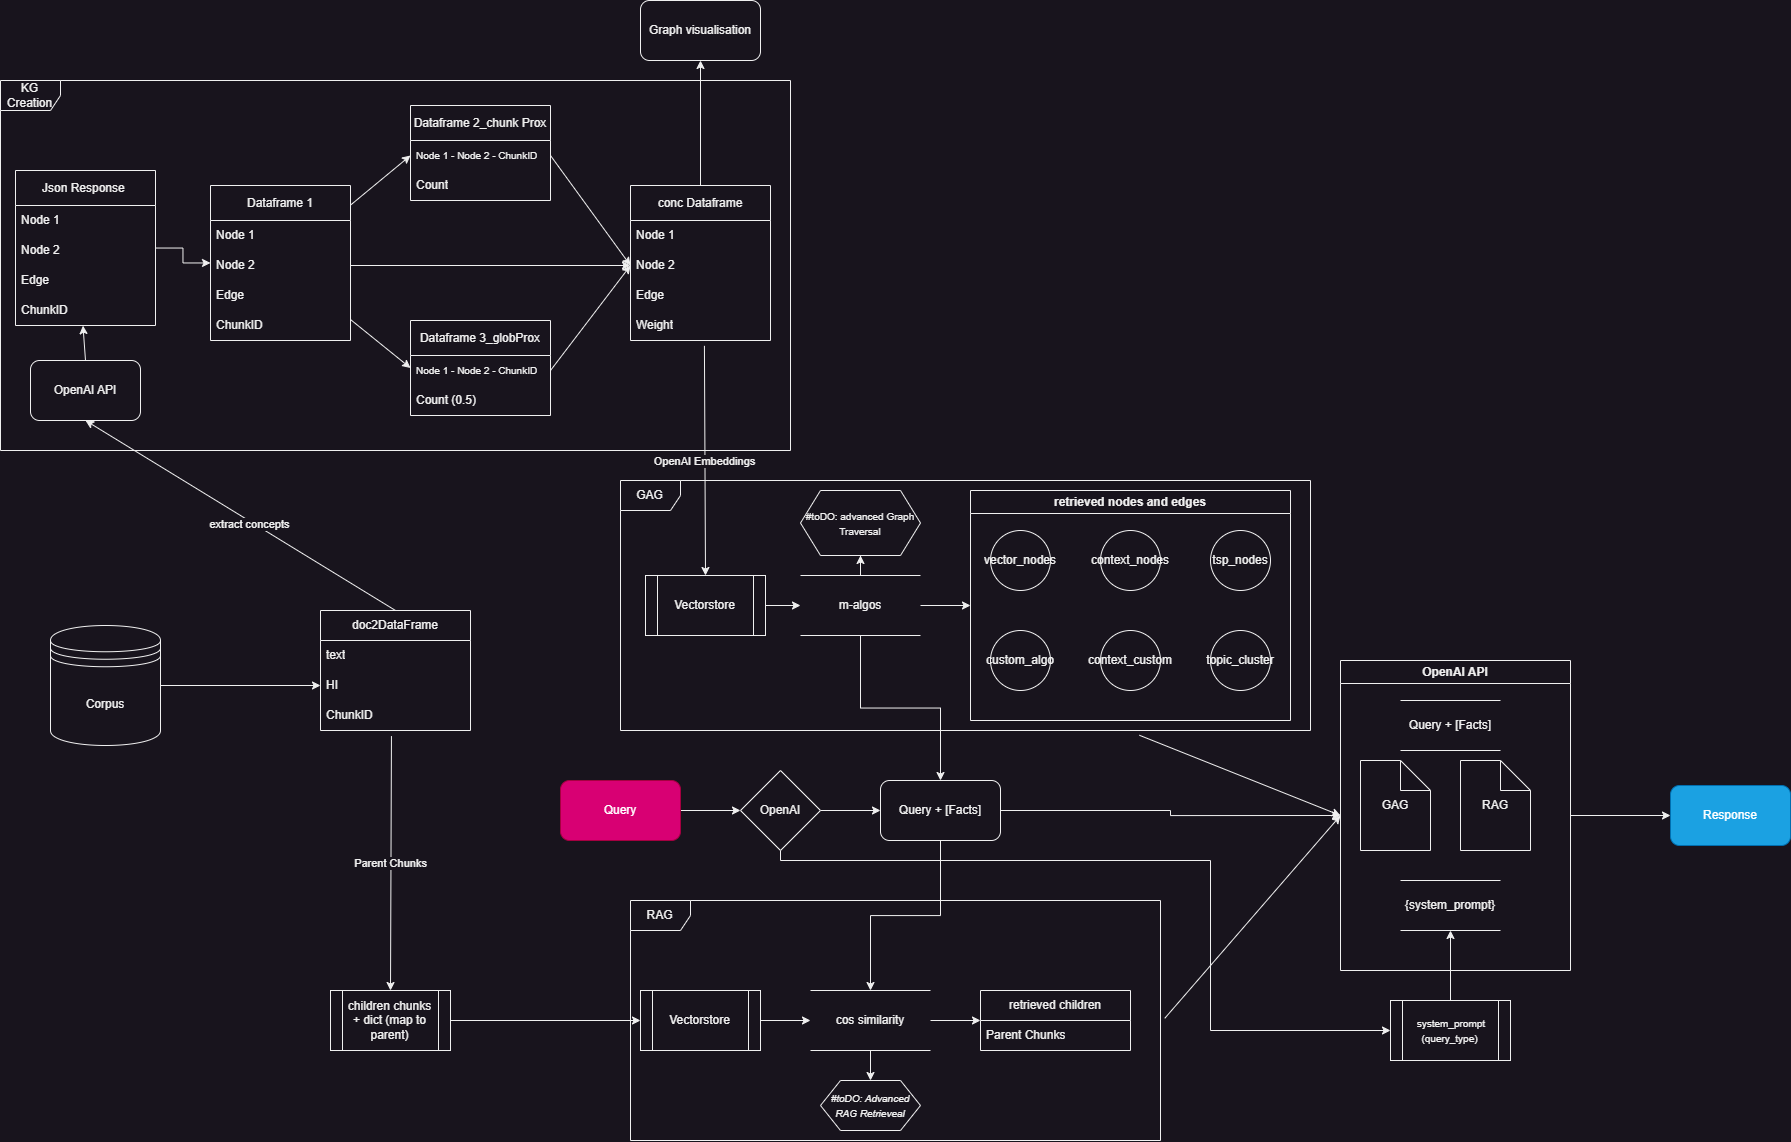 Graph visualisation
KG
Creation
Json Response
Node 1
Node 2
Edge
ChunkID
OpenAI API
Dataframe 1
Node 1
Node 2
Edge
ChunkID
Dataframe 2_chunk Prox
Node 1 - Node 2 - ChunkID
Count
Dataframe 3_globProx
Node 1 - Node 2 - ChunkID
Count (0.5)
conc Dataframe
Node 1
Node 2
Edge
Weight
OpenAI Embeddings
extract concepts
Corpus
doc2DataFrame
text
HI
ChunkID
Parent Chunks
children chunks
+ dict (map to
parent)
GAG
Vectorstore
#toDO: advanced Graph
Traversal
m-algos
retrieved nodes and edges
vector_nodes
context_nodes
tsp_nodes
custom_algo
context_custom
topic_cluster
Query
OpenAI
Query + [Facts]
RAG
Vectorstore
cos similarity
retrieved children
Parent Chunks
#toDO: Advanced
RAG Retrieveal
OpenAI API
Query + [Facts]
GAG
RAG
{system_prompt}
system_prompt
(query_type)
Response